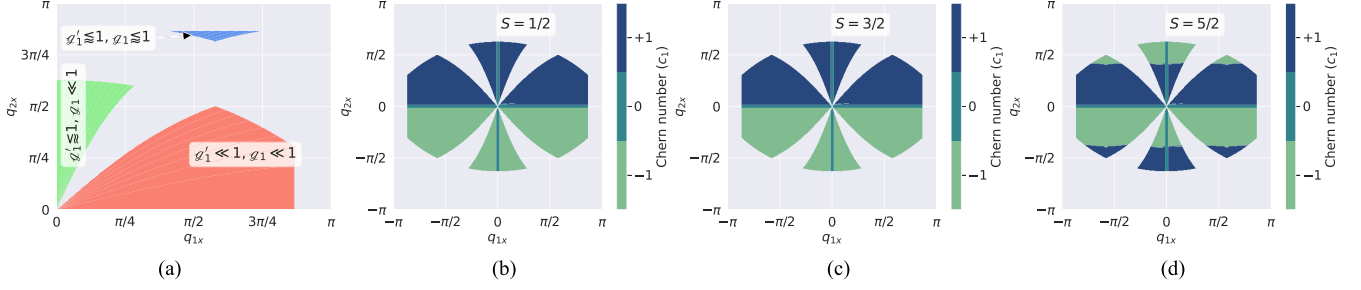 π
3π/4
π/2
π/4
0
q₂ₓ
𝓰₁′ ⪅ 1, 𝓰₁ ⪅ 1
𝓰₁′ ⪅ 1, 𝓰₁ ≪ 1
𝓰₁′ ≪ 1, 𝓰₁ ≪ 1
0 π/4 π/2 3π/4 π
q₁ₓ
(a)
π
π/2
0
−π/2
−π
q₂ₓ
S = 1/2
−π −π/2 0 π/2 π
q₁ₓ
+1
0
−1
Chern number (c₁)
(b)
π
π/2
0
−π/2
−π
q₂ₓ
S = 3/2
−π −π/2 0 π/2 π
q₁ₓ
+1
0
−1
Chern number (c₁)
(c)
π
π/2
0
−π/2
−π
q₂ₓ
S = 5/2
−π −π/2 0 π/2 π
q₁ₓ
+1
0
−1
Chern number (c₁)
(d)